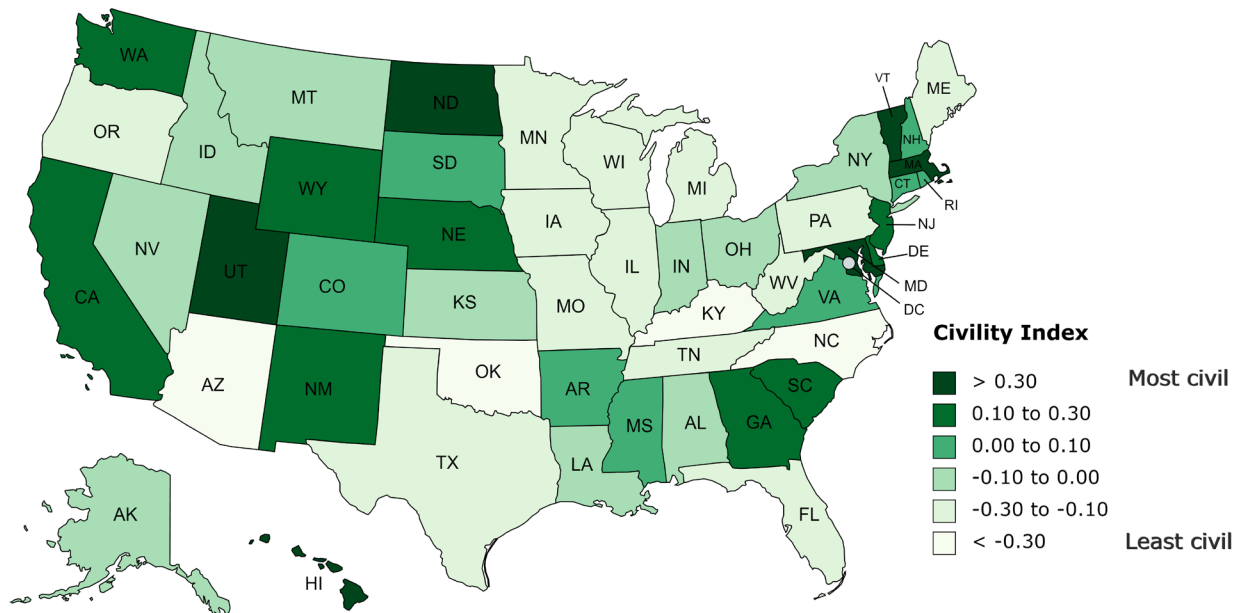 WA
MT
ND
MN
ME
VT
OR
ID
SD
WI
NY
NH
MA
WY
MI
CT
RI
IA
PA
NJ
NV
NE
OH
DE
UT
IL
IN
CA
CO
WV
MD
KS
MO
VA
DC
KY
NC
AZ
OK
TN
NM
AR
SC
MS
AL
GA
TX
LA
FL
AK
HI
Civility Index
> 0.30 Most civil
0.10 to 0.30
0.00 to 0.10
-0.10 to 0.00
-0.30 to -0.10
< -0.30 Least civil